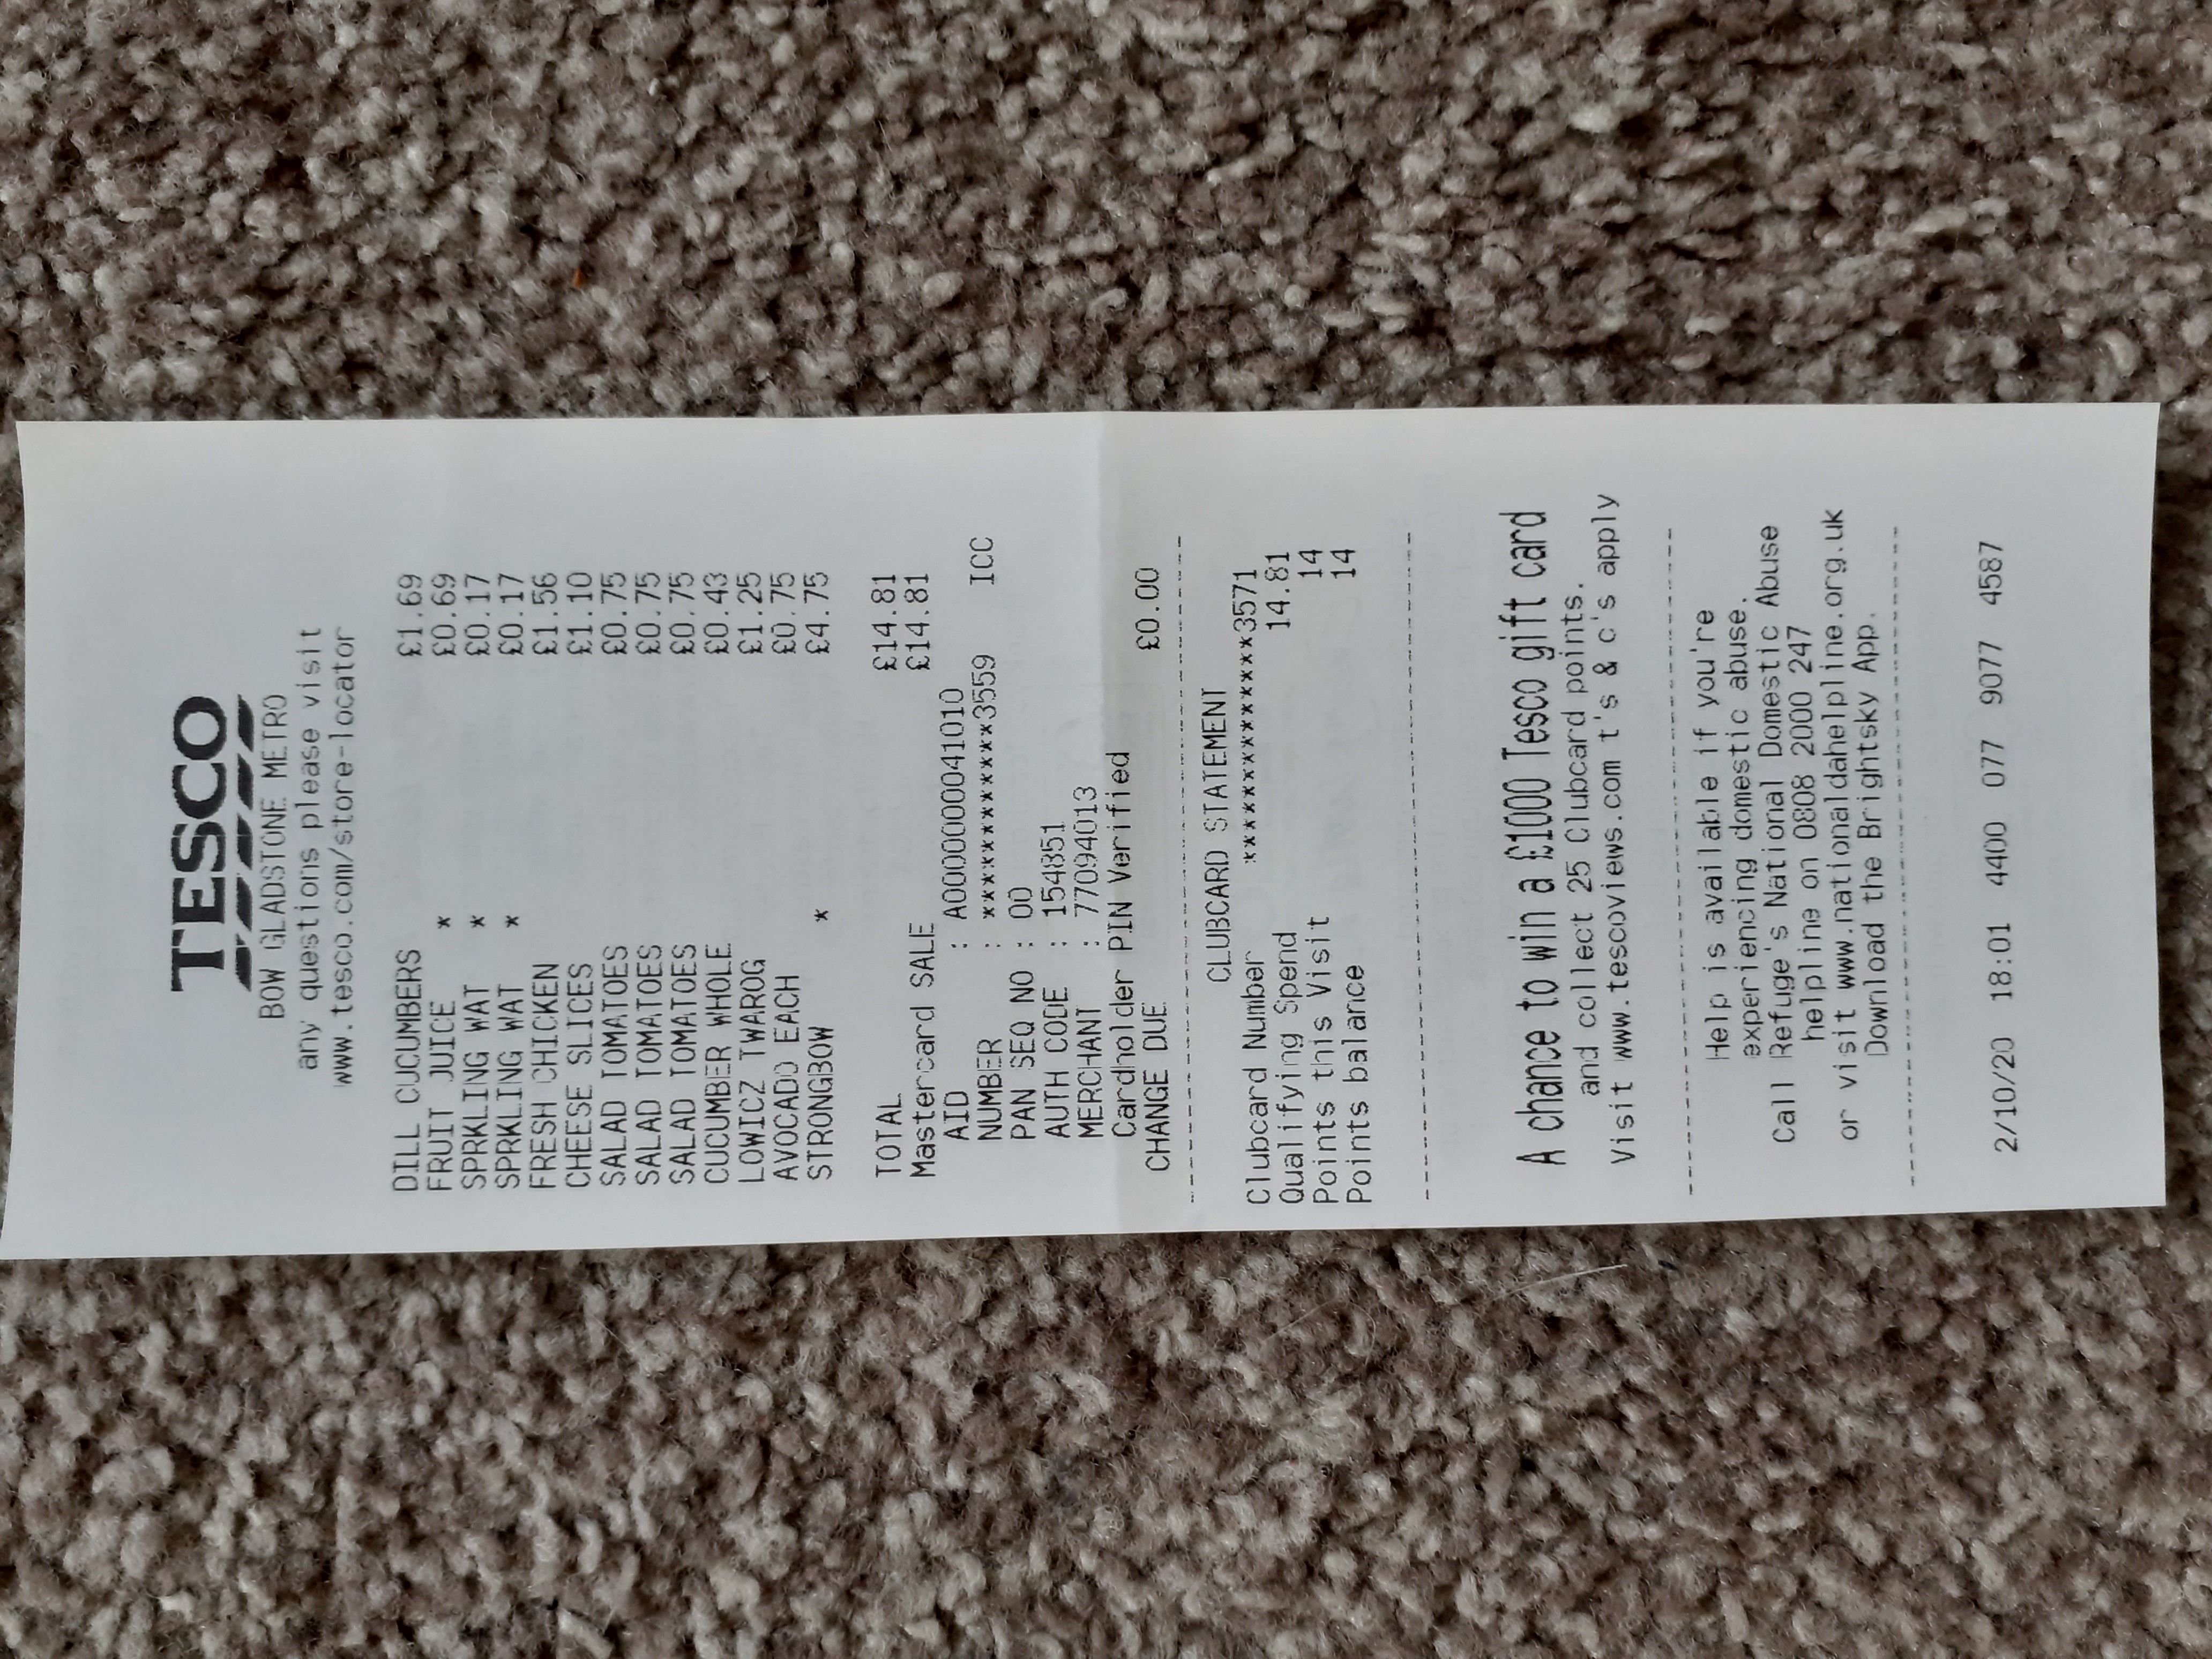 TESCO
BOW GLADSTONE METRO
any questions please visit
www.tesco.com/store-locator
DILL CUCUMBERS £1.69
FRUIT JUICE * £0.69
SPRKLING WAT * £0.17
SPRKLING WAT * £0.17
FRESH CHICKEN £1.56
CHEESE SLICES £1.10
SALAD TOMATOES £0.75
SALAD TOMATOES £0.75
SALAD TOMATOES £0.75
CUCUMBER WHOLE £0.43
LOWICZ TWAROG £1.25
AVOCADO EACH £0.75
STRONGBOW * £4.75
TOTAL £14.81
Mastercard SALE £14.81
AID : A0000000041010
NUMBER : ************3559 ICC
PAN SEQ NO : 00
AUTH CODE : 154851
MERCHANT : 77094013
Cardholder PIN Verified
CHANGE DUE £0.00
CLUBCARD STATEMENT
Clubcard Number **************3571
Qualifying Spend 14.81
Points this Visit 14
Points balance 14
A chance to win a £1000 Tesco gift card
and collect 25 Clubcard points.
Visit www.tescoviews.com t's & c's apply
Help is available if you're
experiencing domestic abuse.
Call Refuge's National Domestic Abuse
helpline on 0808 2000 247
or visit www.nationaldahelpline.org.uk
Download the Brightsky App.
2/10/20 18:01 4400 077 9077 4587